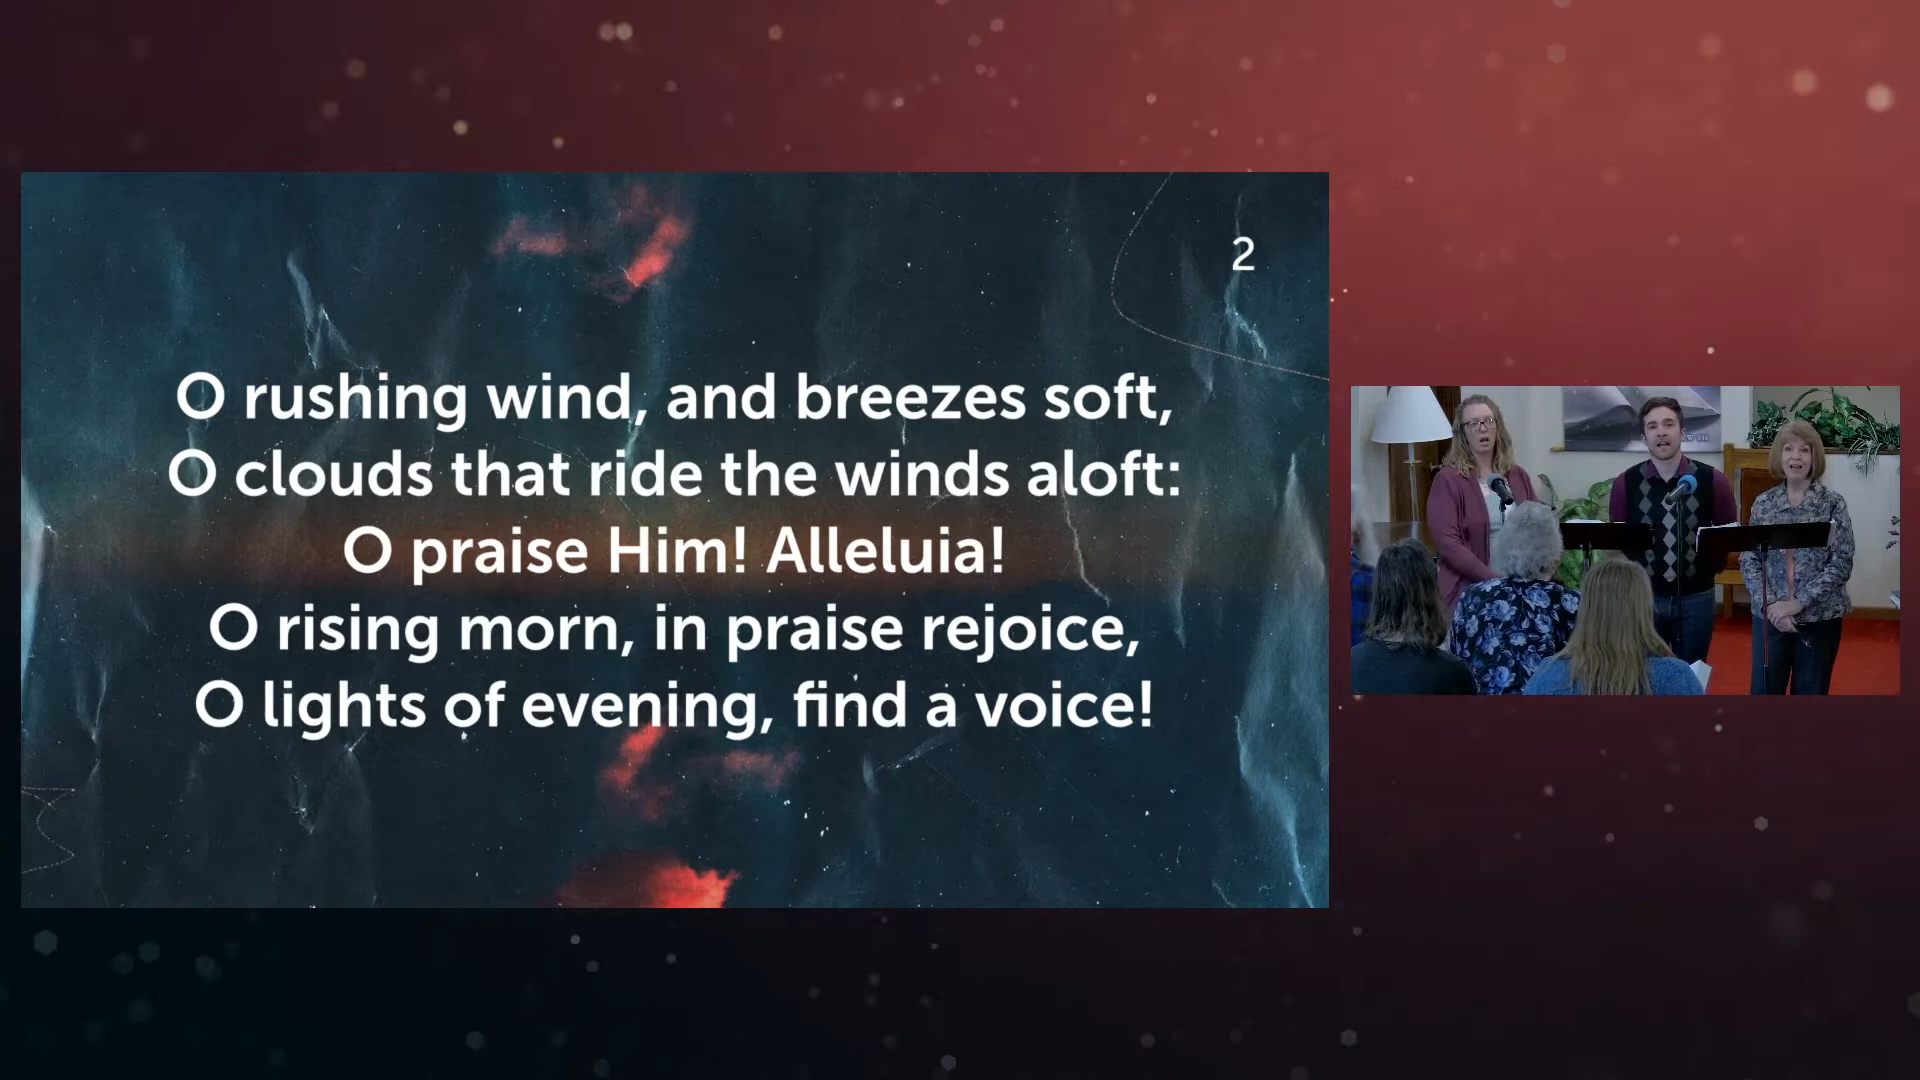 2
O rushing wind, and breezes soft,
O clouds that ride the winds aloft:
O praise Him! Alleluia!
O rising morn, in praise rejoice,
O lights of evening, find a voice!